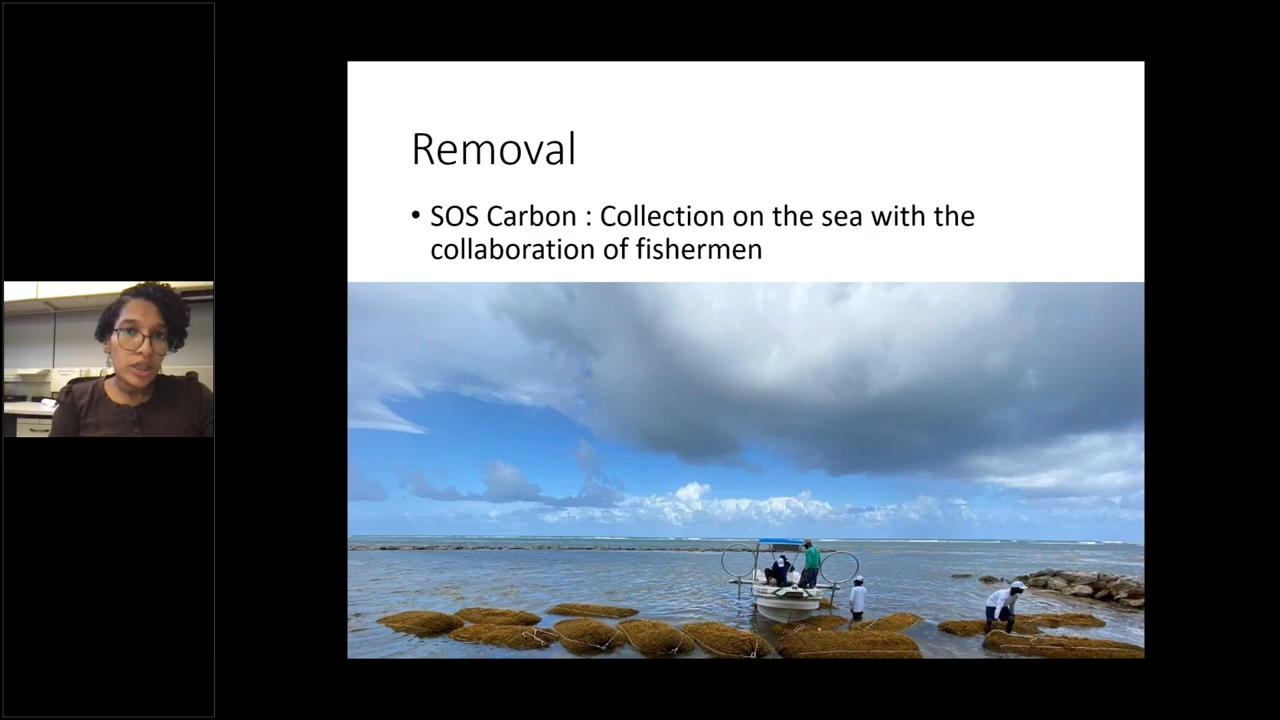 Removal
• SOS Carbon : Collection on the sea with the
collaboration of fishermen